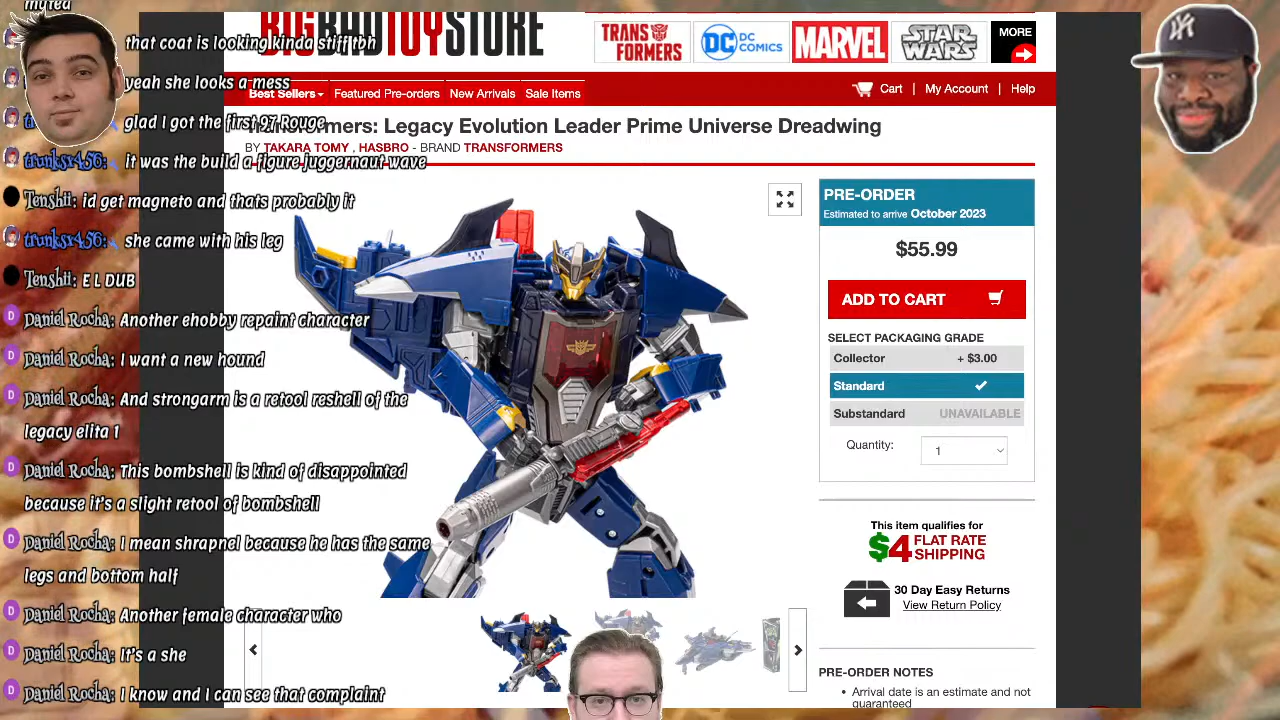 myfea
that coat is looking kinda stiff tbh
yeah she looks a mess
glad I got the first 97 Rouge
trunksx456: it was the build a figure juggernaut wave
Tenshii: id get magneto and thats probably it
trunksx456: she came with his leg
Tenshii: E L DUB
Daniel Rocha: Another ehobby repaint character
Daniel Rocha: I want a new hound
Daniel Rocha: And strongarm is a retool reshell of the
legacy elita 1
Daniel Rocha: This bombshell is kind of disappointed
because it's a slight retool of bombshell
Daniel Rocha: I mean shrapnel because he has the same
legs and bottom half
Daniel Rocha: Another female character who
Daniel Rocha: It's a she
Daniel Rocha: I know and I can see that complaint
BIGBADTOYSTORE
TRANSFORMERS
DC COMICS
MARVEL
STAR WARS
MORE
Best Sellers
Featured Pre-orders
New Arrivals
Sale Items
Cart | My Account | Help
Transformers: Legacy Evolution Leader Prime Universe Dreadwing
BY TAKARA TOMY , HASBRO - BRAND TRANSFORMERS
PRE-ORDER
Estimated to arrive October 2023
$55.99
ADD TO CART
SELECT PACKAGING GRADE
Collector + $3.00
Standard
Substandard UNAVAILABLE
Quantity: 1
This item qualifies for
$4 FLAT RATE
SHIPPING
30 Day Easy Returns
View Return Policy
PRE-ORDER NOTES
Arrival date is an estimate and not
guaranteed